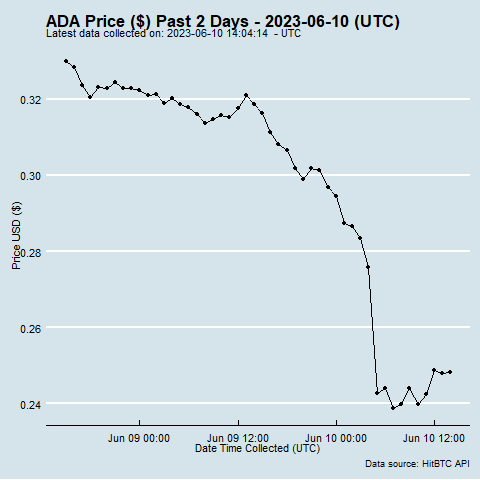 ADA Price ($) Past 2 Days - 2023-06-10 (UTC)
Latest data collected on: 2023-06-10 14:04:14  - UTC
0.32
0.30
0.28
0.26
0.24
Price USD ($)
Jun 09 00:00
Jun 09 12:00
Jun 10 00:00
Jun 10 12:00
Date Time Collected (UTC)
Data source: HitBTC API